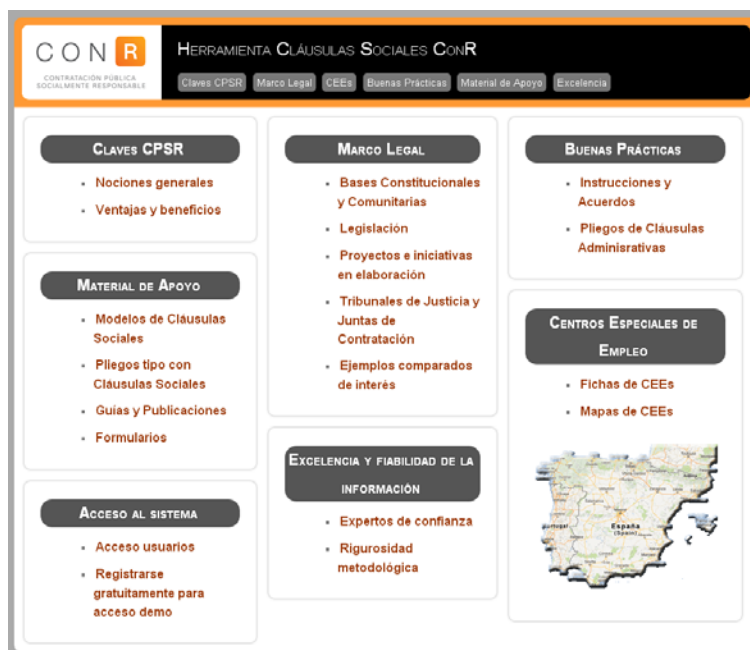 CON R
CONTRATACIÓN PÚBLICA
SOCIALMENTE RESPONSABLE
HERRAMIENTA CLÁUSULAS SOCIALES CONR
Claves CPSR Marco Legal CEEs Buenas Prácticas Material de Apoyo Excelencia
CLAVES CPSR
Nociones generales
Ventajas y beneficios
MATERIAL DE APOYO
Modelos de Cláusulas
Sociales
Pliegos tipo con
Cláusulas Sociales
Guías y Publicaciones
Formularios
ACCESO AL SISTEMA
Acceso usuarios
Registrarse
gratuitamente para
acceso demo
MARCO LEGAL
Bases Constitucionales
y Comunitarias
Legislación
Proyectos e iniciativas
en elaboración
Tribunales de Justicia y
Juntas de
Contratación
Ejemplos comparados
de interés
EXCELENCIA Y FIABILIDAD DE LA
INFORMACIÓN
Expertos de confianza
Rigurosidad
metodológica
BUENAS PRÁCTICAS
Instrucciones y
Acuerdos
Pliegos de Cláusulas
Adminisrativas
CENTROS ESPECIALES DE
EMPLEO
Fichas de CEEs
Mapas de CEEs
Portugal
España
(Spain)